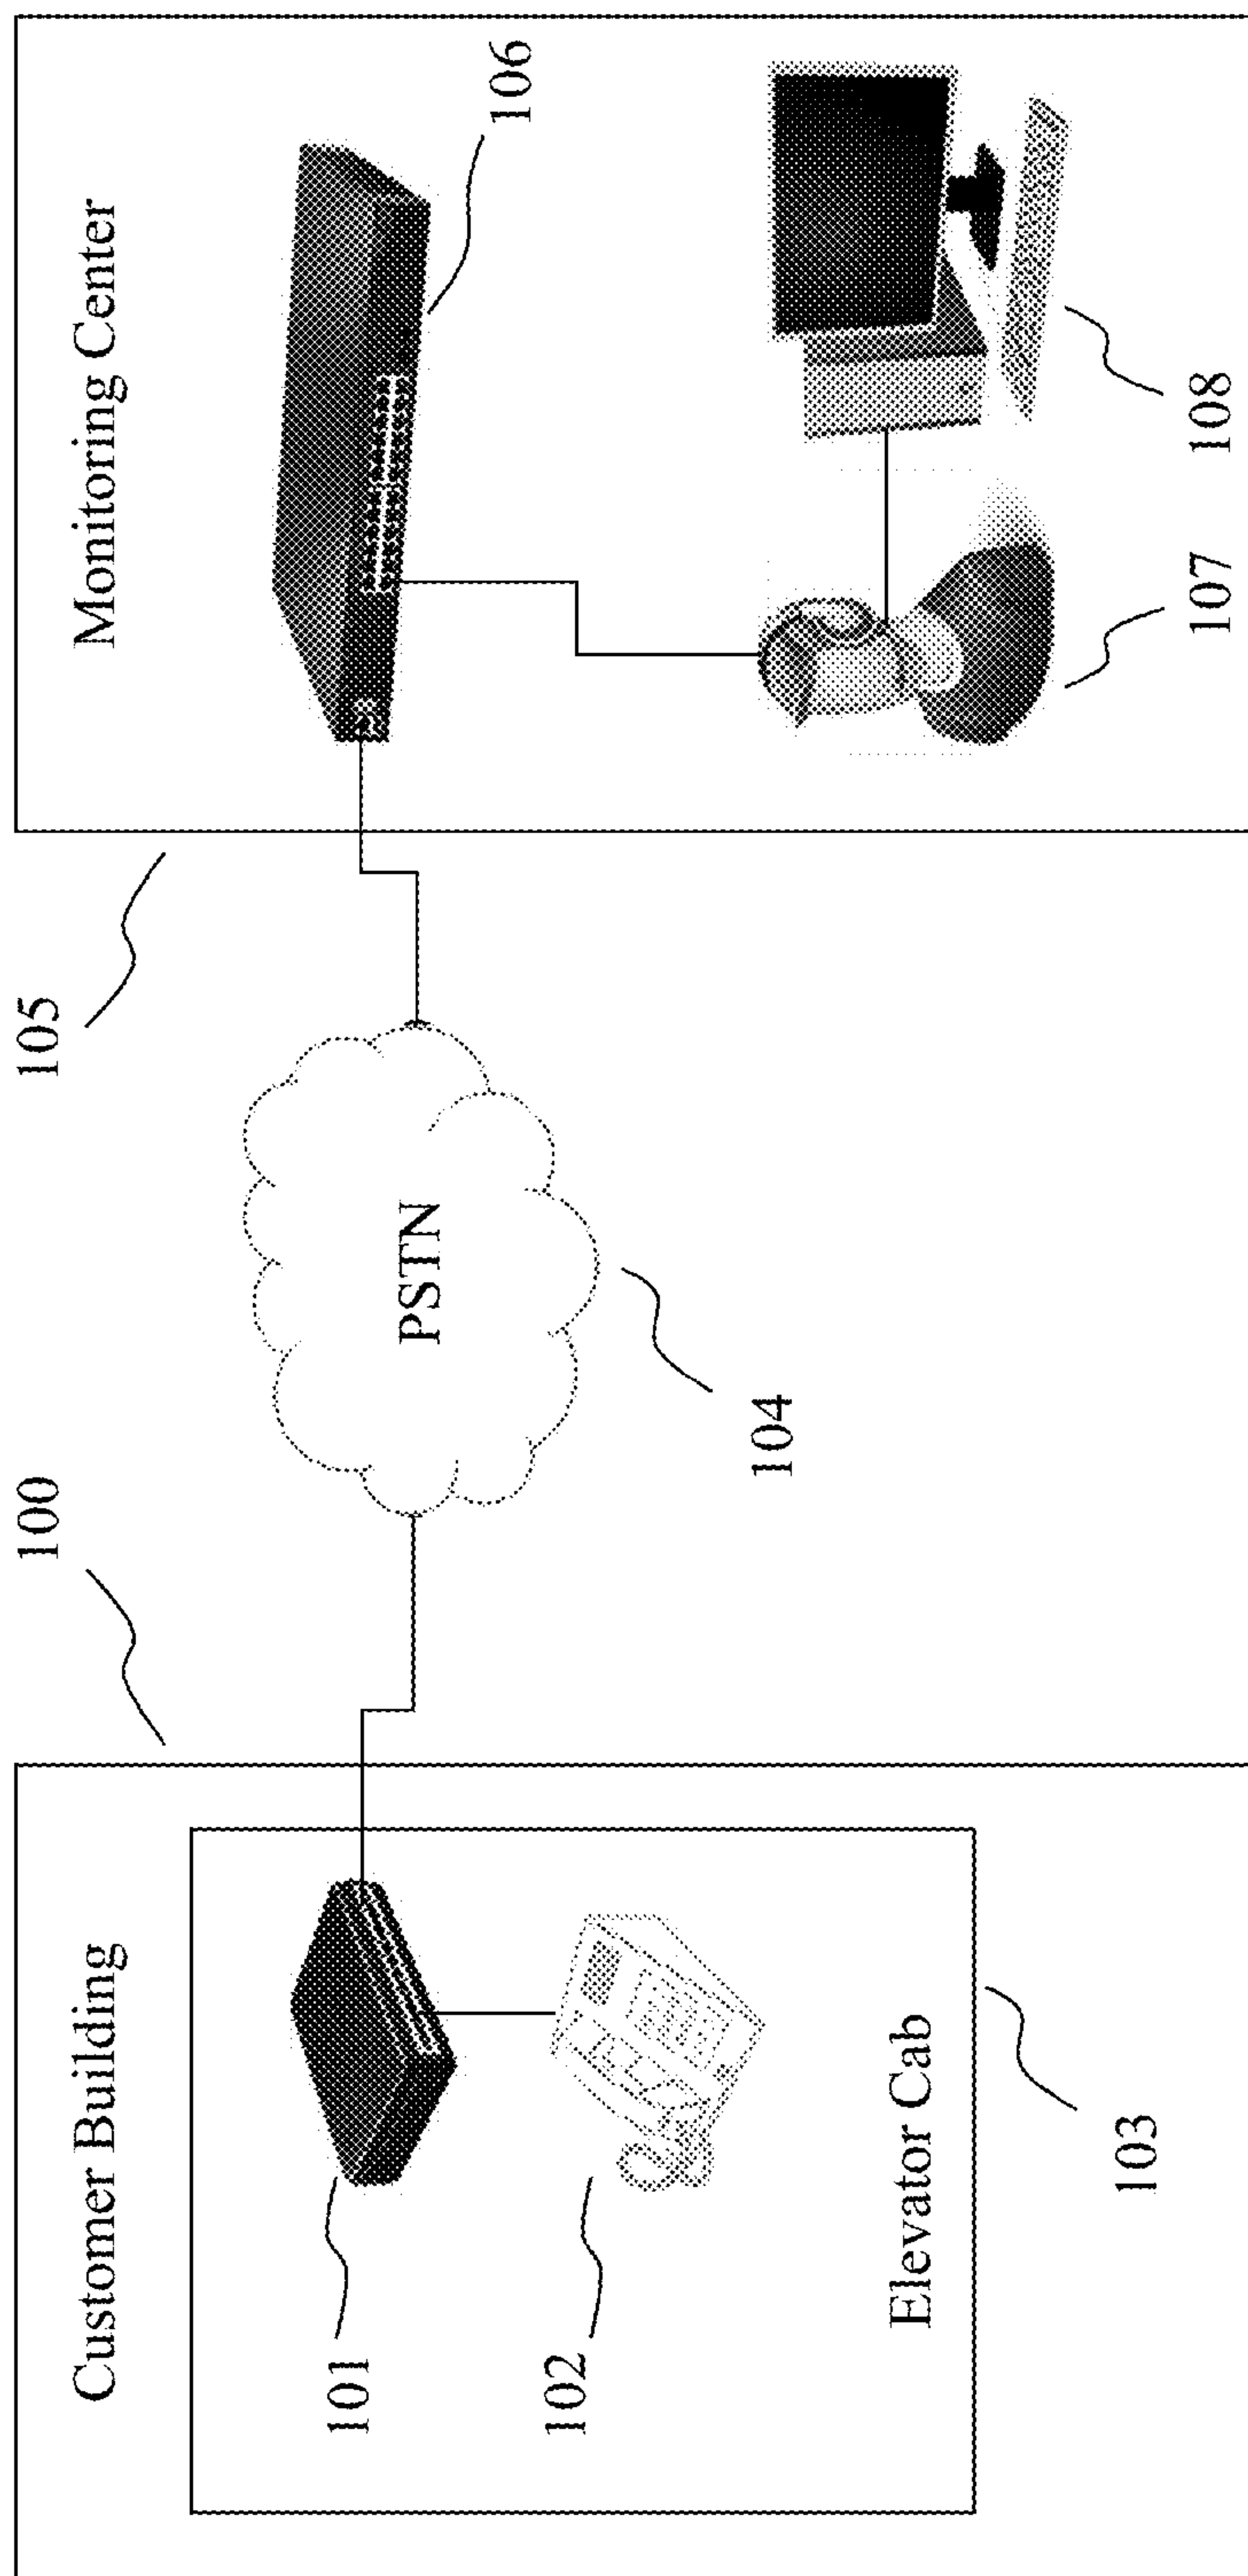 Customer Building
100
105
Monitoring Center
101
102
Elevator Cab
103
PSTN
104
106
107
108